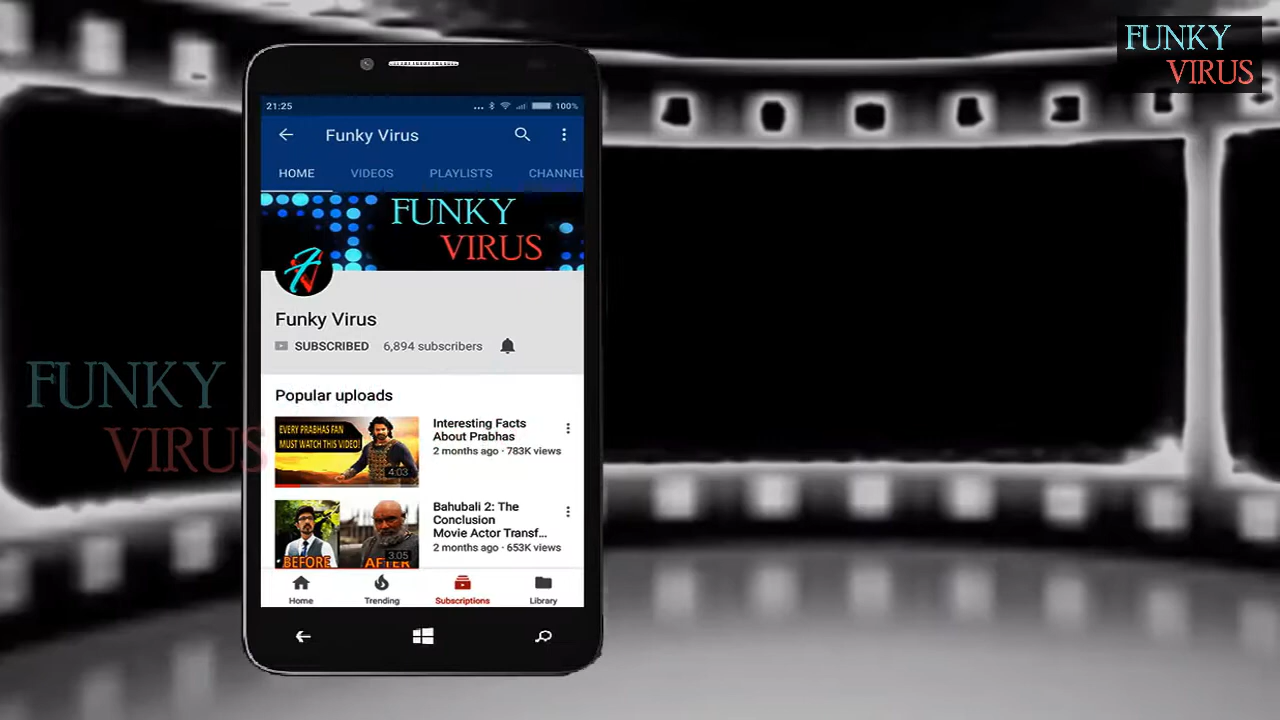 FUNKY
VIRUS
21:25
100%
Funky Virus
HOME VIDEOS PLAYLISTS CHANNEL
FUNKY
VIRUS
Funky Virus
SUBSCRIBED 6,894 subscribers
Popular uploads
EVERY PRABHAS FAN
MUST WATCH THIS VIDEO!
4:03
Interesting Facts
About Prabhas
2 months ago · 783K views
BEFORE
AFTER
3:05
Bahubali 2: The
Conclusion
Movie Actor Transf...
2 months ago · 653K views
Home Trending Subscriptions Library
FUNKY
VIRUS